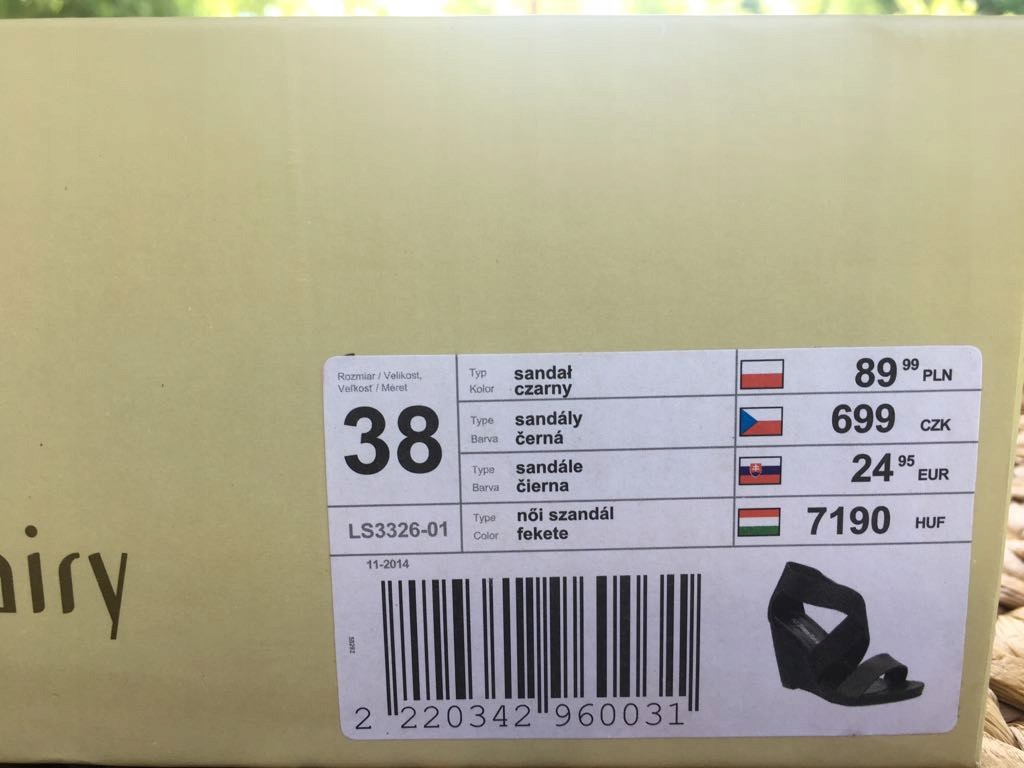 airy
Rozmiar / Velikost,
Veľkosť / Méret
38
LS3326-01
Typ sandał
Kolor czarny
89 99 PLN
Type sandály
Barva černá
699 CZK
Type sandále
Barva čierna
24 95 EUR
Type női szandál
Color fekete
7190 HUF
11-2014
2 220342 960031